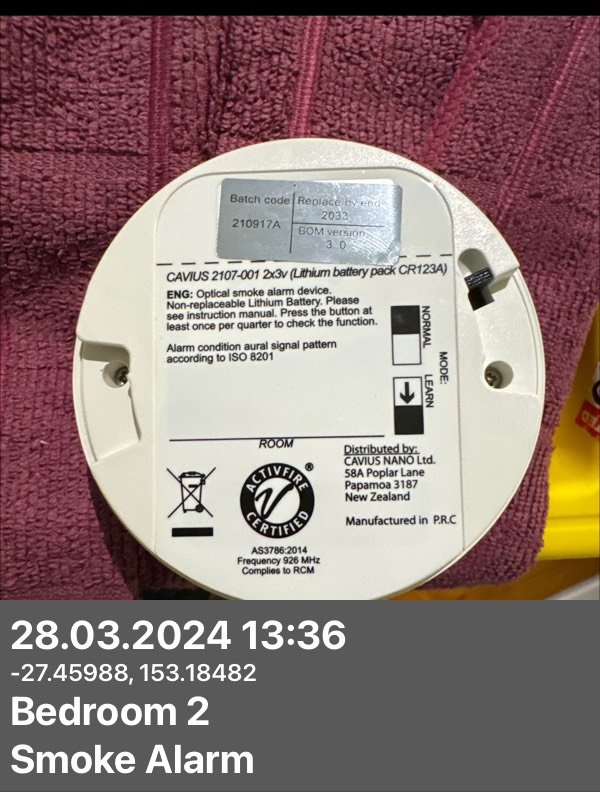 Batch code
210917A
Replace by end
2033
BOM version
3.0
CAVIUS 2107-001 2x3v (Lithium battery pack CR123A)
ENG: Optical smoke alarm device.
Non-replaceable Lithium Battery. Please
see instruction manual. Press the button at
least once per quarter to check the function.
Alarm condition aural signal pattern
according to ISO 8201
NORMAL
MODE:
LEARN
ROOM
ACTIVFIRE
®
CERTIFIED
AS3786:2014
Frequency 926 MHz
Complies to RCM
Distributed by:
CAVIUS NANO Ltd.
58A Poplar Lane
Papamoa 3187
New Zealand
Manufactured in P.R.C
28.03.2024 13:36
-27.45988, 153.18482
Bedroom 2
Smoke Alarm